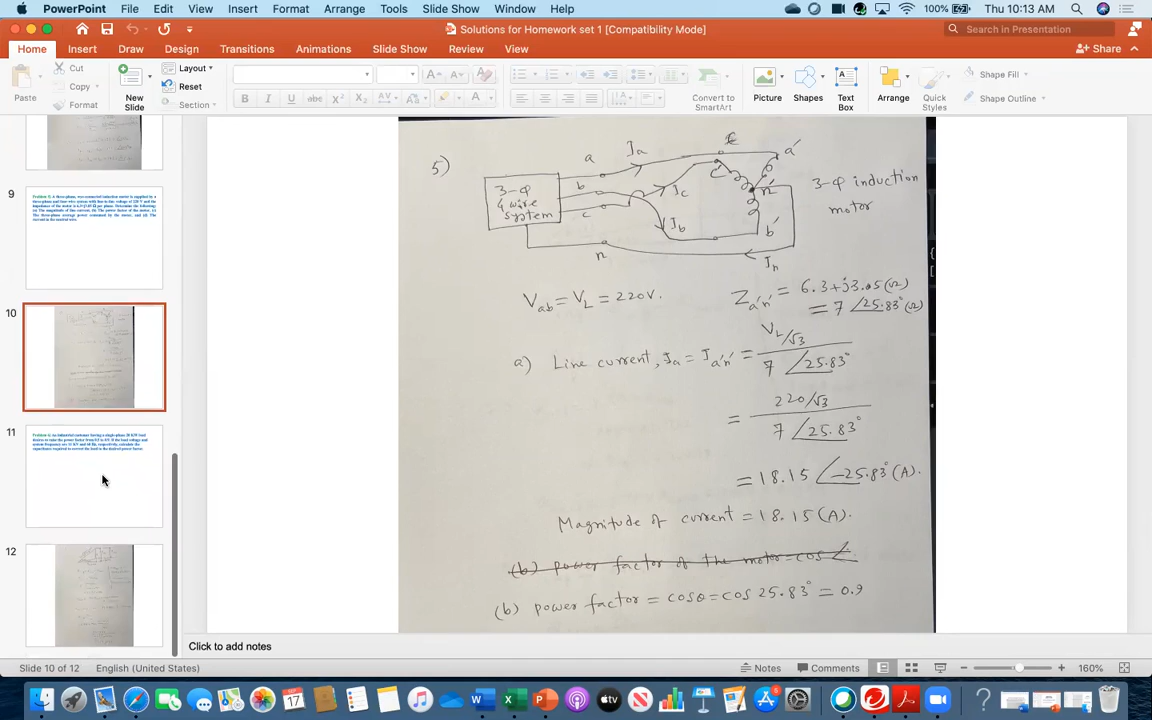 PowerPoint File Edit View Insert Format Arrange Tools Slide Show Window Help 100% Thu 10:13 AM
Solutions for Homework set 1 [Compatibility Mode]
Search in Presentation
Home Insert Draw Design Transitions Animations Slide Show Review View Share
Paste Cut Copy Format New Slide Layout Reset Section Convert to SmartArt Picture Shapes Text Box Arrange Quick Styles Shape Fill Shape Outline
9
10
11
12
5)
3-φ 4 wire system
a
b
c
n
Ia
Ic
Ib
In
c'
a'
n'
b'
3-φ induction motor
Vab = VL = 220V.
Za'n' = 6.3+j3.05 (Ω)
= 7 ∠25.83° (Ω)
a) Line current, Ia = Ia'n' = VL/√3 / 7 ∠25.83°
= 220/√3 / 7 ∠25.83°
= 18.15 ∠-25.83° (A).
Magnitude of current = 18.15 (A).
(b) power factor of the motor = cos ∠
(b) power factor = cosθ = cos 25.83° = 0.9
Click to add notes
Slide 10 of 12 English (United States) Notes Comments 160%